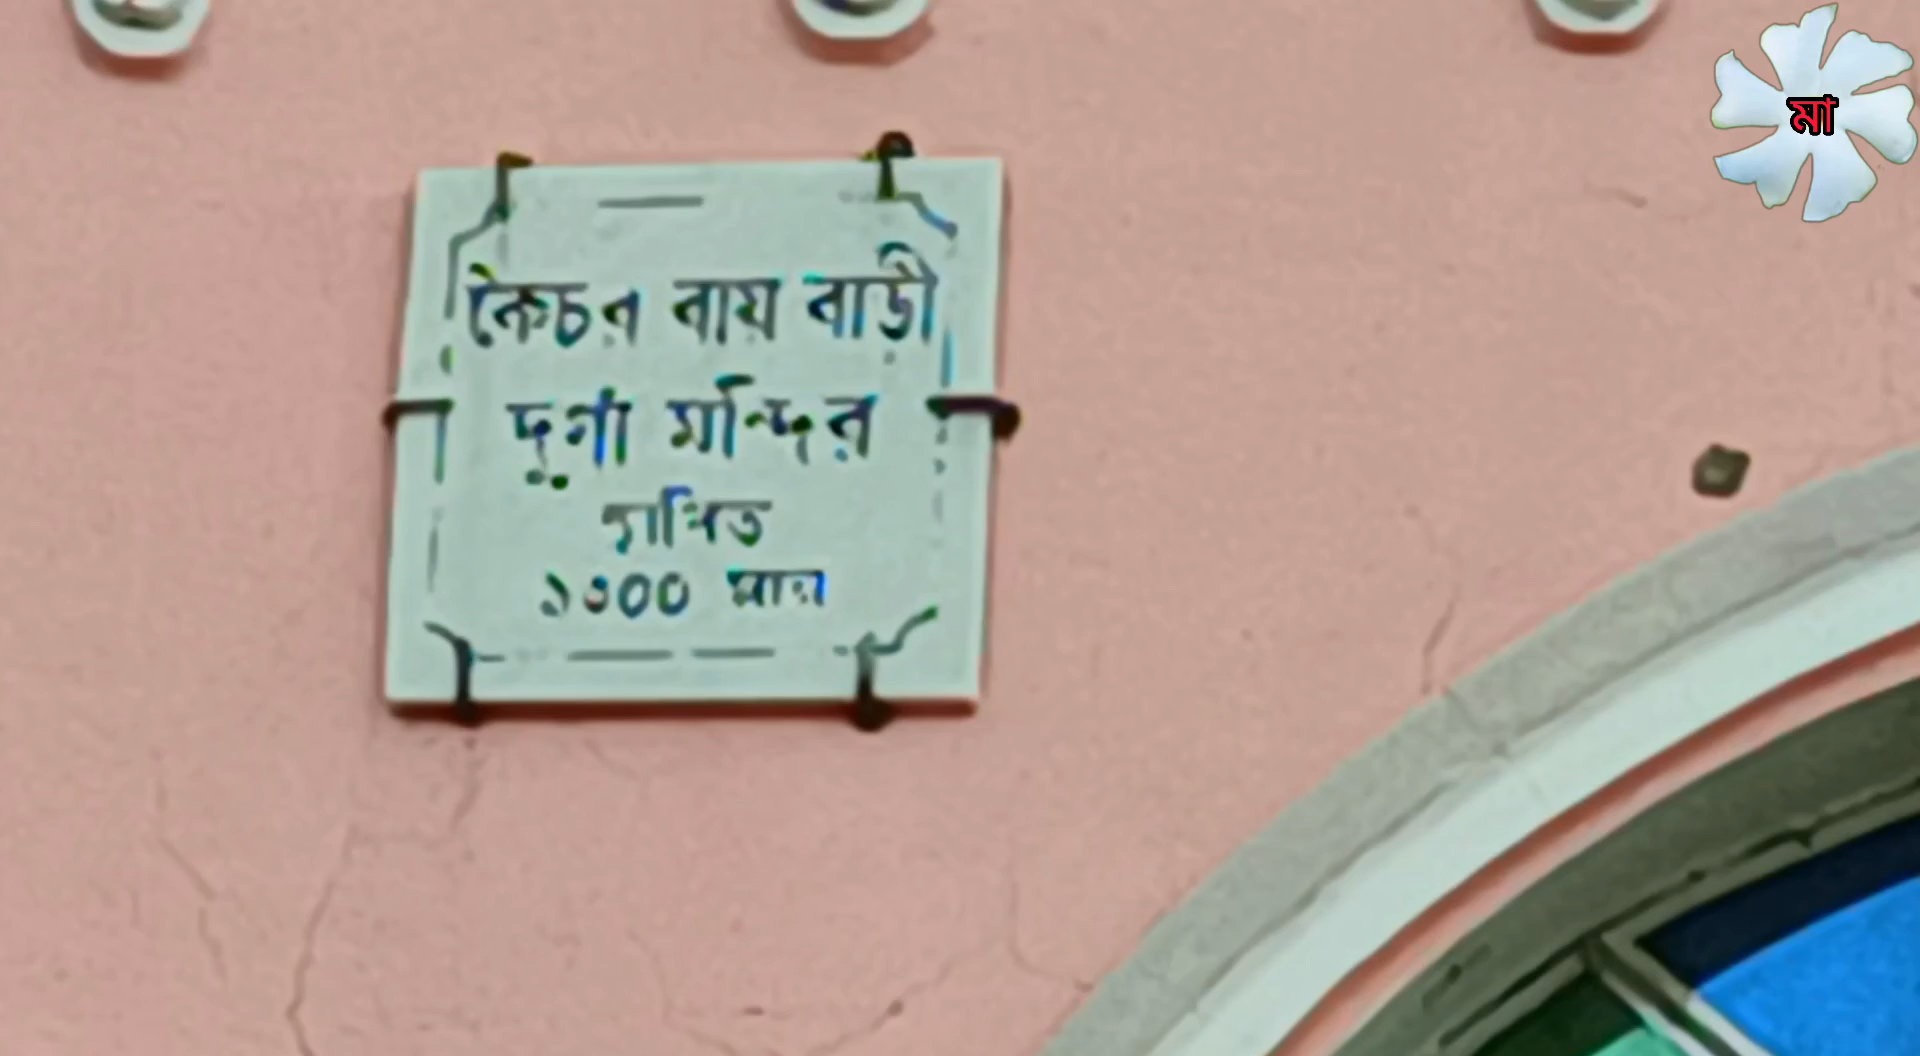 মা
কৈচর রায় বাড়ী
দুর্গা মন্দির
স্থাপিত
১৩০০ সাল